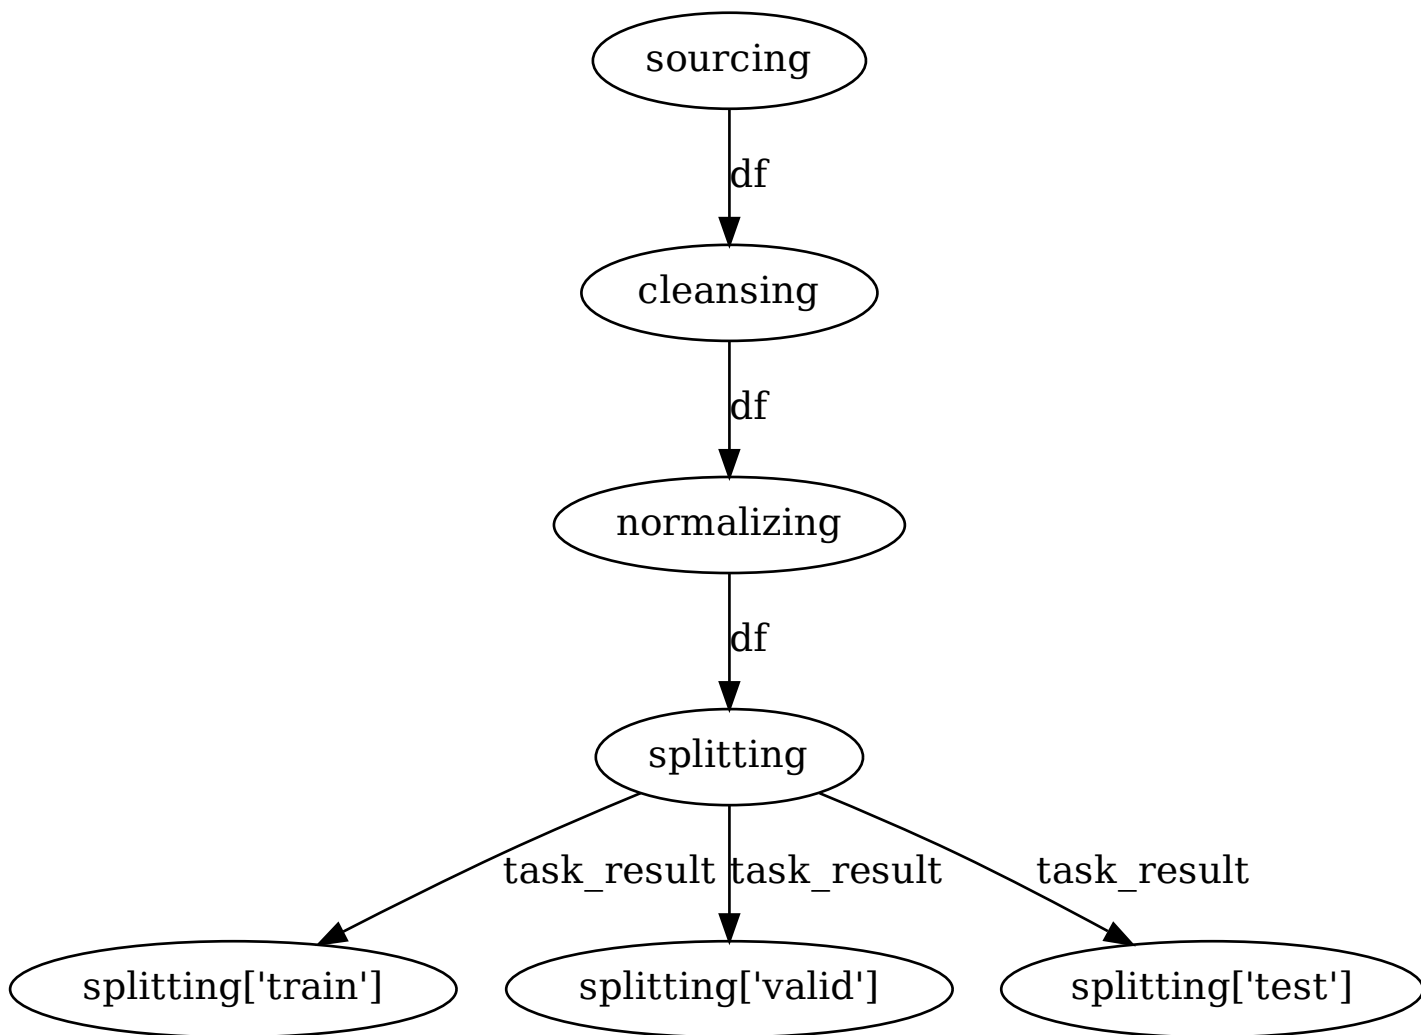 sourcing
df
cleansing
df
normalizing
df
splitting
task_result task_result task_result
splitting['train'] splitting['valid'] splitting['test']